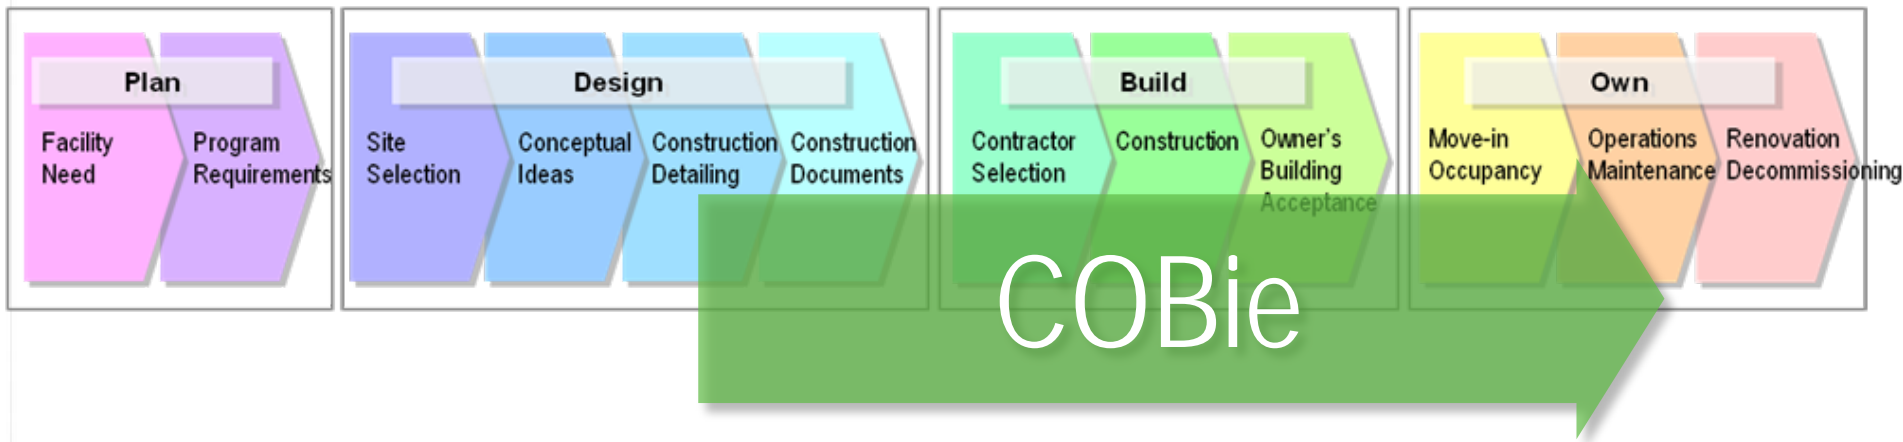 Plan
Facility
Need
Program
Requirements
Design
Site
Selection
Conceptual
Ideas
Construction
Detailing
Construction
Documents
Build
Contractor
Selection
Construction
Owner's
Building
Acceptance
Own
Move-in
Occupancy
Operations
Maintenance
Renovation
Decommissioning
COBie